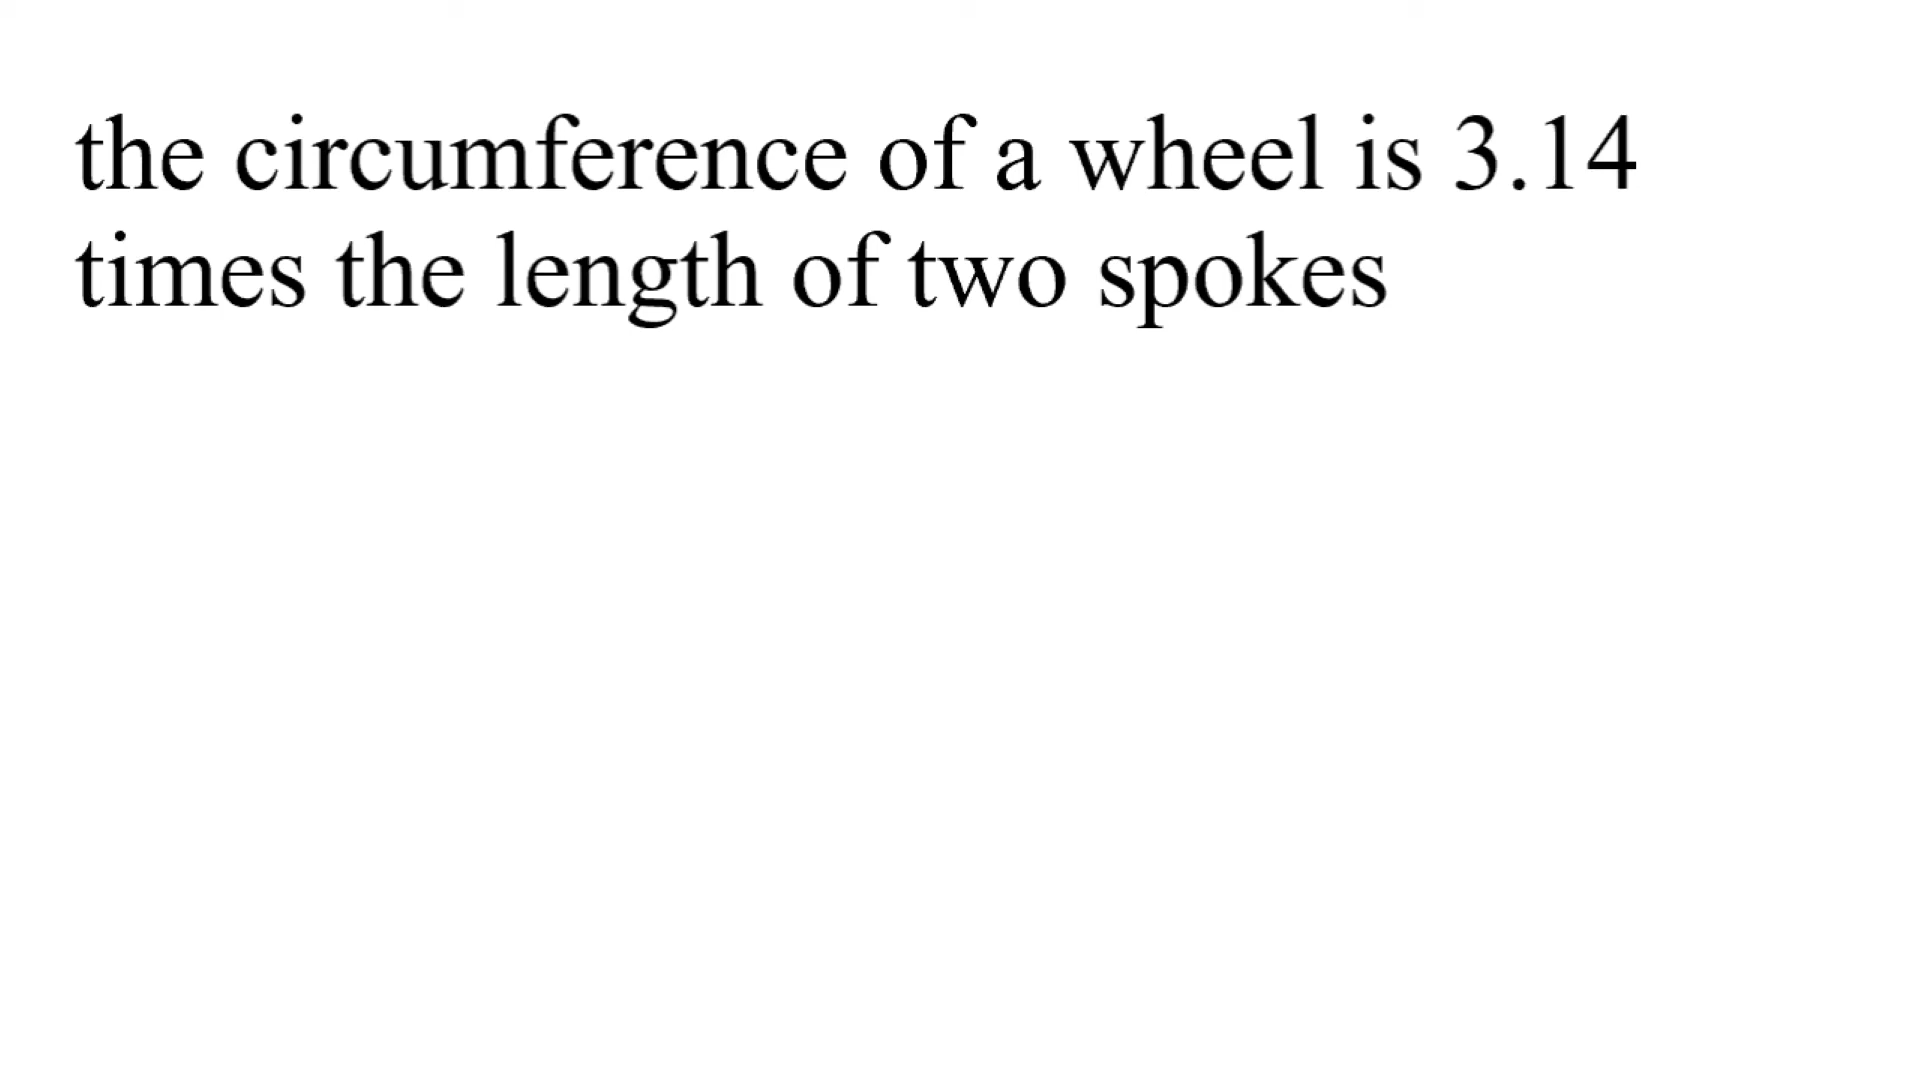 the circumference of a wheel is 3.14
times the length of two spokes